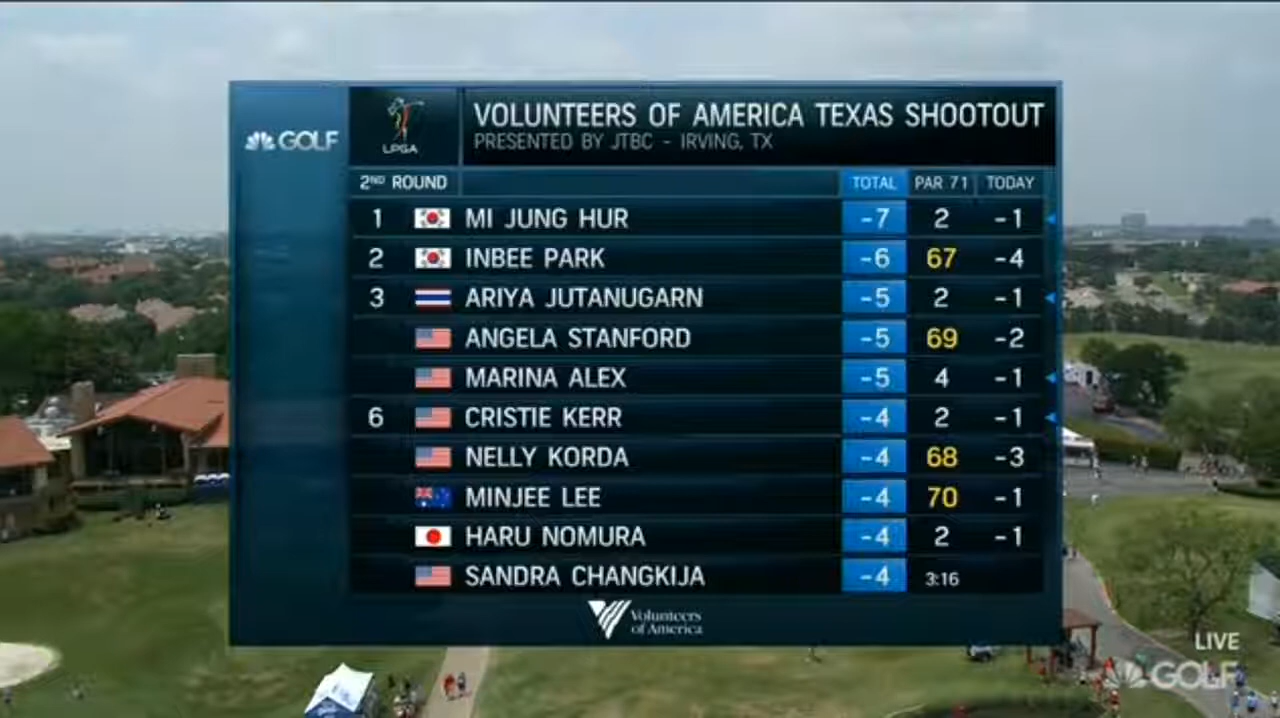 GOLF
LPGA
VOLUNTEERS OF AMERICA TEXAS SHOOTOUT
PRESENTED BY JTBC - IRVING, TX
2ND ROUND TOTAL PAR 71 TODAY
1 MI JUNG HUR -7 2 -1
2 INBEE PARK -6 67 -4
3 ARIYA JUTANUGARN -5 2 -1
ANGELA STANFORD -5 69 -2
MARINA ALEX -5 4 -1
6 CRISTIE KERR -4 2 -1
NELLY KORDA -4 68 -3
MINJEE LEE -4 70 -1
HARU NOMURA -4 2 -1
SANDRA CHANGKIJA -4 3:16
Volunteers
of America
LIVE
GOLF